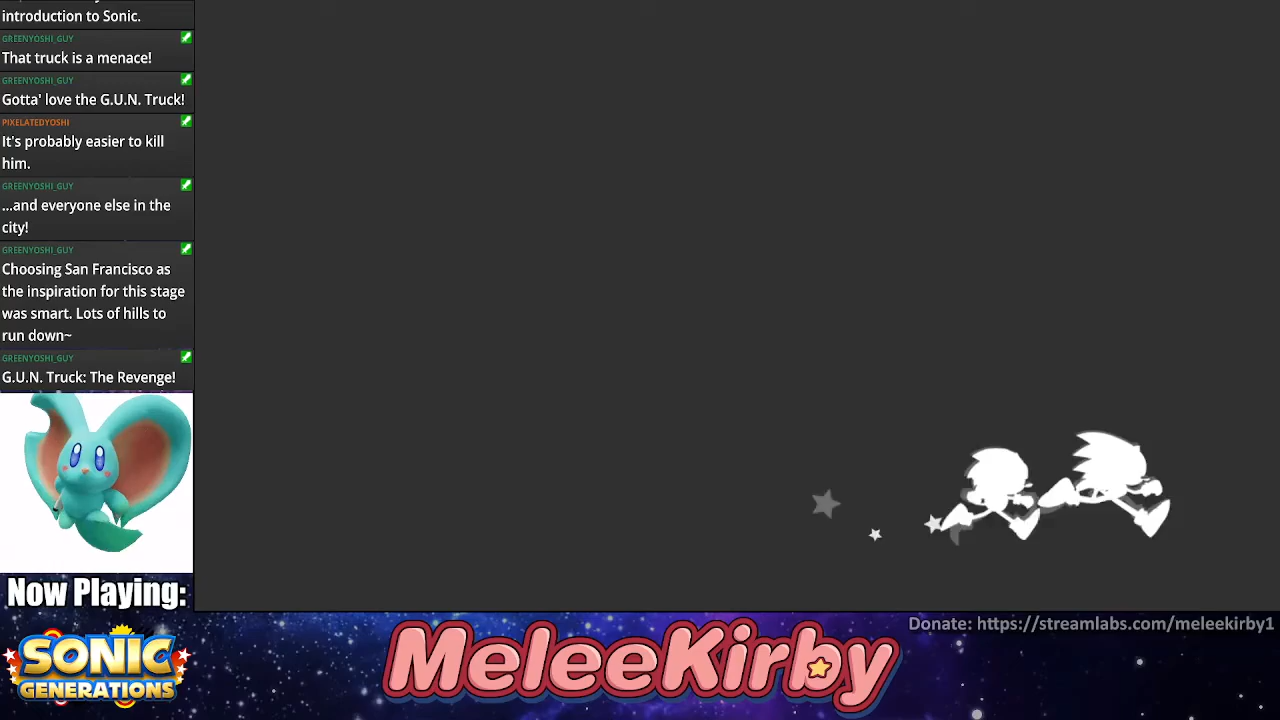 introduction to Sonic.
GREENYOSHI_GUY
That truck is a menace!
GREENYOSHI_GUY
Gotta' love the G.U.N. Truck!
PIXELATEDYOSHI
It's probably easier to kill
him.
GREENYOSHI_GUY
...and everyone else in the
city!
GREENYOSHI_GUY
Choosing San Francisco as
the inspiration for this stage
was smart. Lots of hills to
run down~
GREENYOSHI_GUY
G.U.N. Truck: The Revenge!
Now Playing:
SONIC
GENERATIONS
MeleeKirby
Donate: https://streamlabs.com/meleekirby1